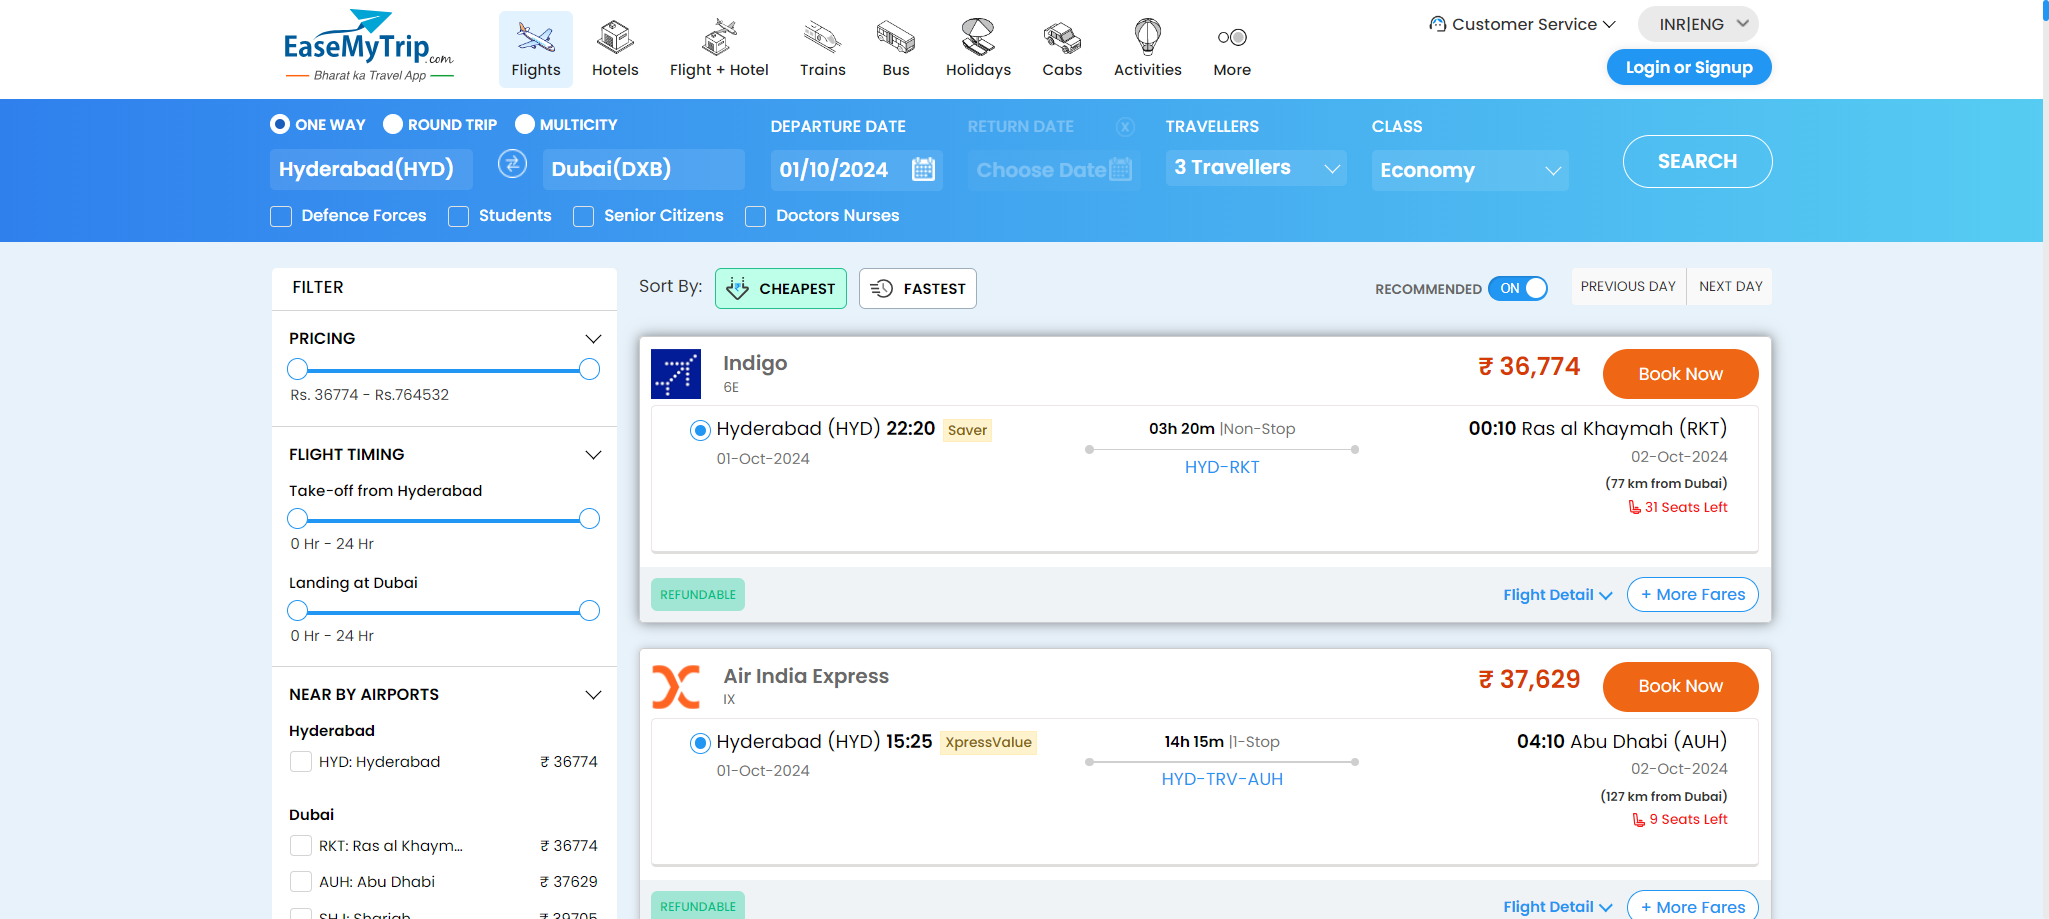 EaseMyTrip.com
Bharat ka Travel App
Flights
Hotels
Flight + Hotel
Trains
Bus
Holidays
Cabs
Activities
More
Customer Service
INR|ENG
Login or Signup
ONE WAY
ROUND TRIP
MULTICITY
DEPARTURE DATE
RETURN DATE
X
TRAVELLERS
CLASS
Hyderabad(HYD)
Dubai(DXB)
01/10/2024
Choose Date
3 Travellers
Economy
SEARCH
Defence Forces
Students
Senior Citizens
Doctors Nurses
FILTER
PRICING
Rs. 36774 - Rs.764532
FLIGHT TIMING
Take-off from Hyderabad
0 Hr - 24 Hr
Landing at Dubai
0 Hr - 24 Hr
NEAR BY AIRPORTS
Hyderabad
HYD: Hyderabad ₹ 36774
Dubai
RKT: Ras al Khaym... ₹ 36774
AUH: Abu Dhabi ₹ 37629
SHJ: Sharjah ₹ 39705
Sort By:
CHEAPEST
FASTEST
RECOMMENDED
ON
PREVIOUS DAY
NEXT DAY
Indigo
6E
₹ 36,774
Book Now
Hyderabad (HYD) 22:20 Saver
01-Oct-2024
03h 20m |Non-Stop
HYD-RKT
00:10 Ras al Khaymah (RKT)
02-Oct-2024
(77 km from Dubai)
31 Seats Left
REFUNDABLE
Flight Detail
+ More Fares
Air India Express
IX
₹ 37,629
Book Now
Hyderabad (HYD) 15:25 XpressValue
01-Oct-2024
14h 15m |1-Stop
HYD-TRV-AUH
04:10 Abu Dhabi (AUH)
02-Oct-2024
(127 km from Dubai)
9 Seats Left
REFUNDABLE
Flight Detail
+ More Fares